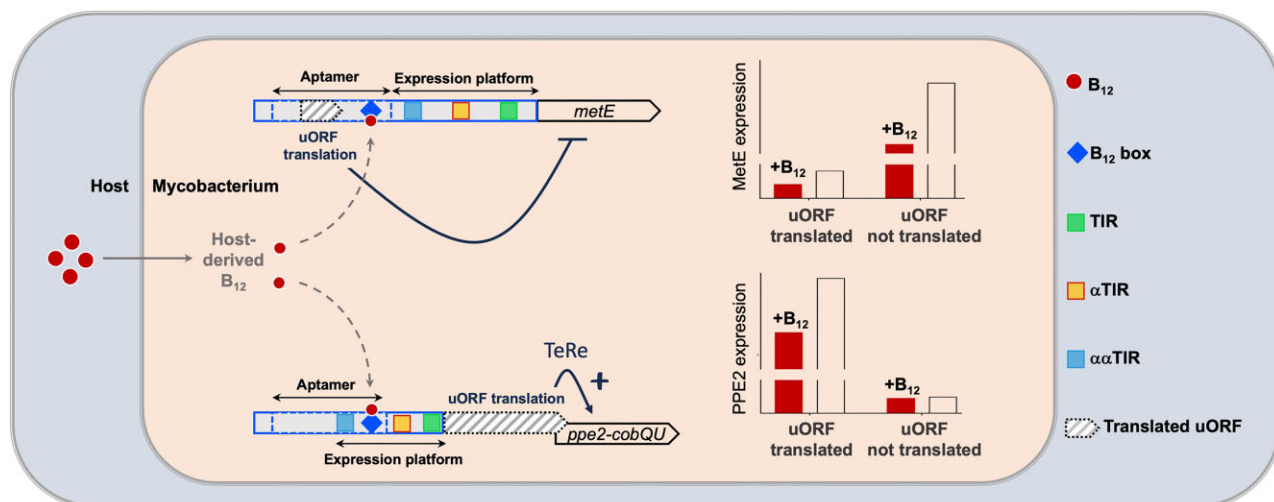 Aptamer
Expression platform
metE
uORF
translation
Host
Mycobacterium
Host-
derived
B12
TeRe
+
Aptamer
uORF translation
ppe2-cobQU
Expression platform
MetE expression
+B12
+B12
uORF
translated
uORF
not translated
PPE2 expression
+B12
+B12
uORF
translated
uORF
not translated
B12
B12 box
TIR
αTIR
ααTIR
Translated uORF